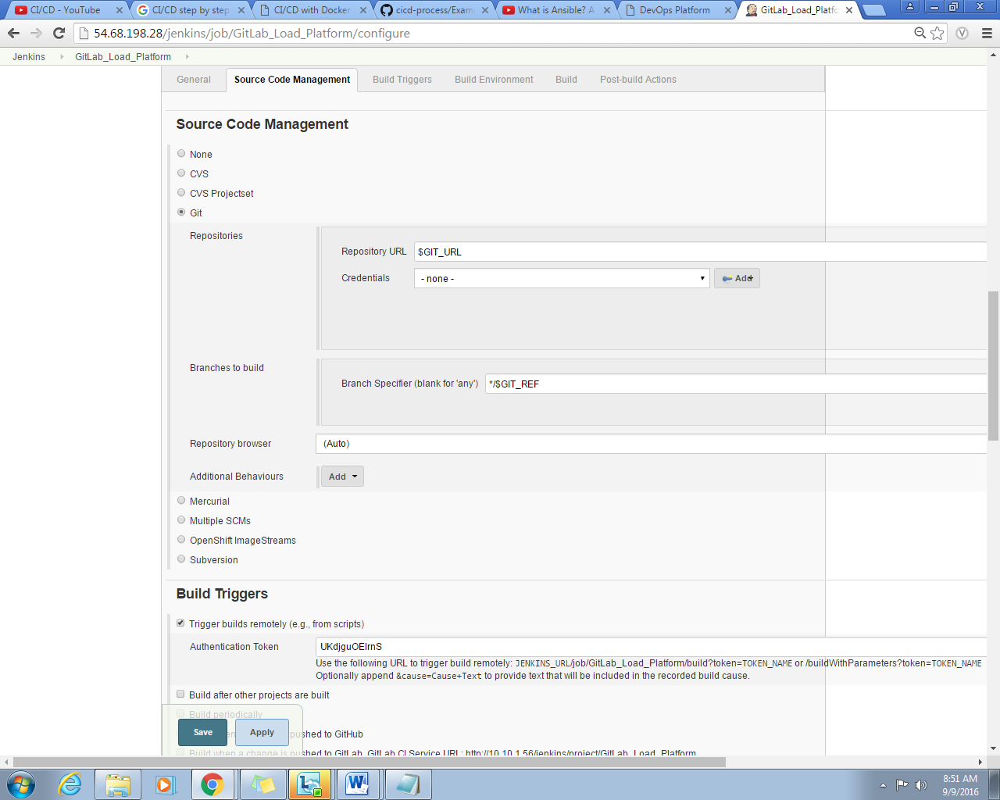 CI/CD - YouTube
CI/CD step by step
CI/CD with Docker
cicd-process/Exam
What is Ansible? A
DevOps Platform
GitLab_Load_Platfo
54.68.198.28/jenkins/job/GitLab_Load_Platform/configure
Jenkins
GitLab_Load_Platform
General
Source Code Management
Build Triggers
Build Environment
Build
Post-build Actions
Source Code Management
None
CVS
CVS Projectset
Git
Repositories
Repository URL
$GIT_URL
Credentials
- none -
Add
Branches to build
Branch Specifier (blank for 'any')
*/$GIT_REF
Repository browser
(Auto)
Additional Behaviours
Add
Mercurial
Multiple SCMs
OpenShift ImageStreams
Subversion
Build Triggers
Trigger builds remotely (e.g., from scripts)
Authentication Token
UKdjguOElrnS
Use the following URL to trigger build remotely: JENKINS_URL/job/GitLab_Load_Platform/build?token=TOKEN_NAME or /buildWithParameters?token=TOKEN_NAME
Optionally append &cause=Cause+Text to provide text that will be included in the recorded build cause.
Build after other projects are built
Build periodically
pushed to GitHub
Save
Apply
Build when a change is pushed to GitLab. GitLab CI Service URL: http://10.10.1.56/jenkins/project/GitLab_Load_Platform
8:51 AM
9/9/2016